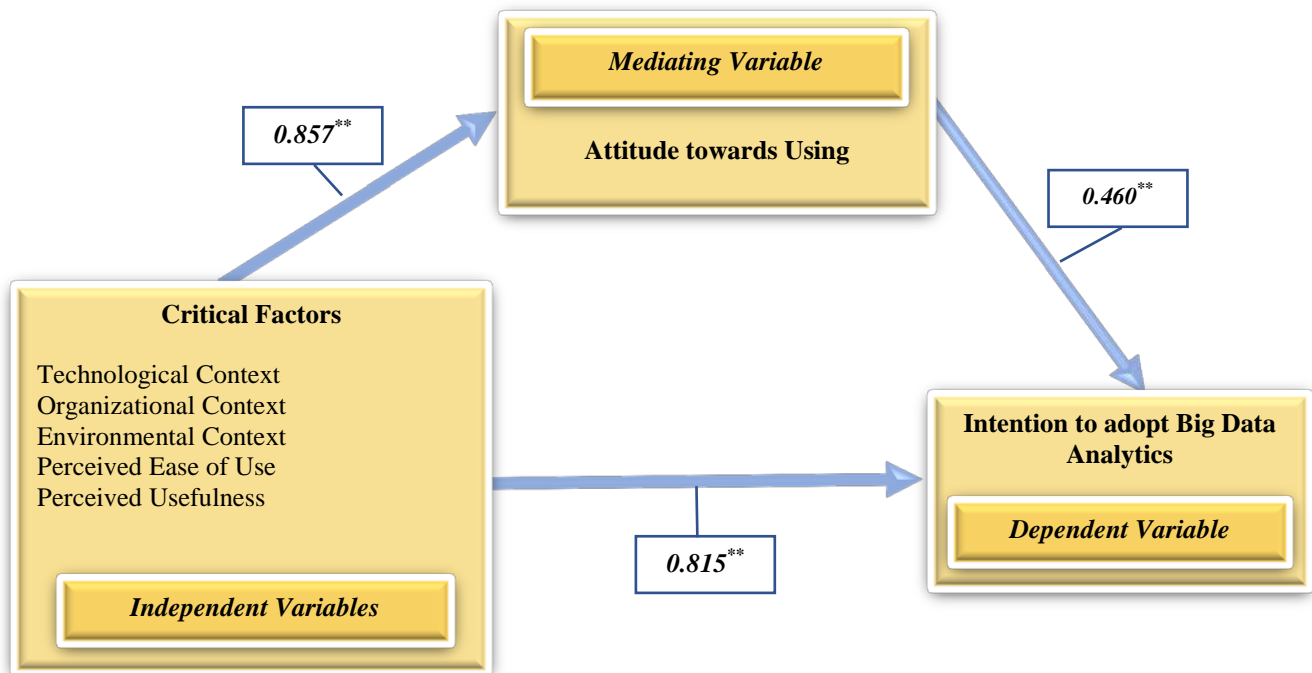 Mediating Variable
Attitude towards Using
0.857**
0.460**
Critical Factors
Technological Context
Organizational Context
Environmental Context
Perceived Ease of Use
Perceived Usefulness
Independent Variables
0.815**
Intention to adopt Big Data
Analytics
Dependent Variable